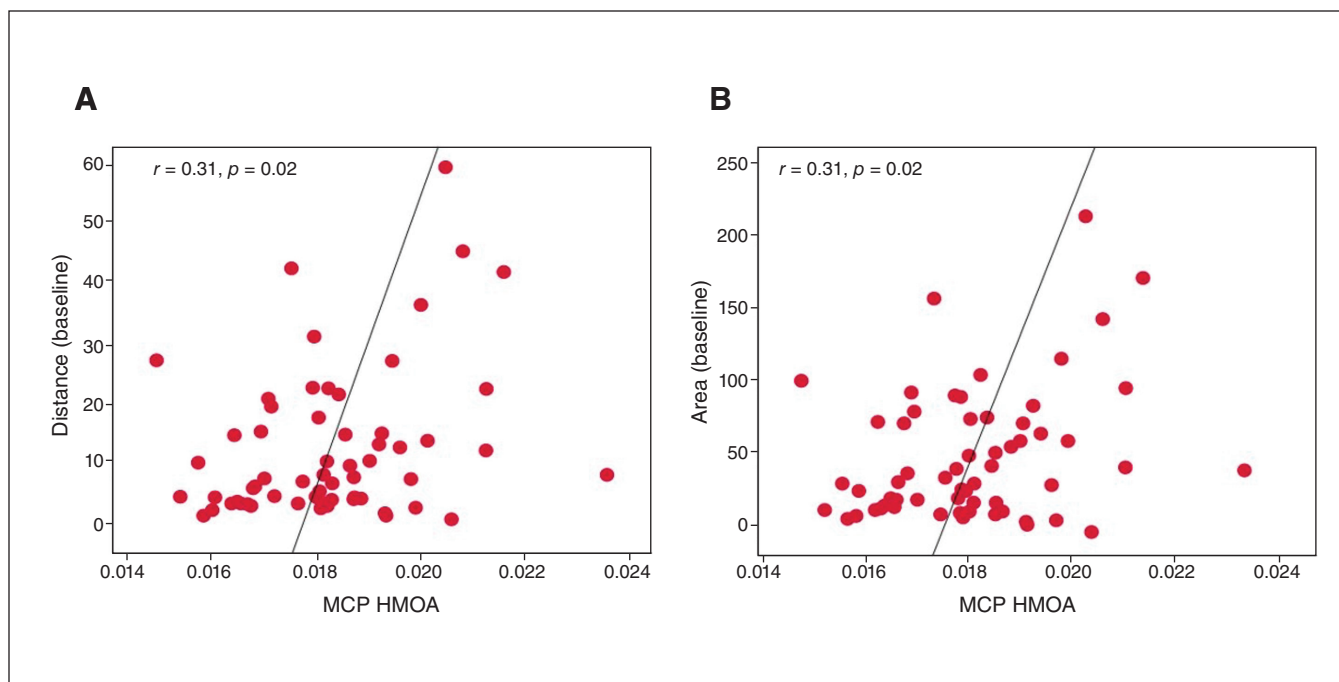 A
r = 0.31, p = 0.02
60
50
40
30
20
10
0
Distance (baseline)
0.014 0.016 0.018 0.020 0.022 0.024
MCP HMOA
B
r = 0.31, p = 0.02
250
200
150
100
50
0
Area (baseline)
0.014 0.016 0.018 0.020 0.022 0.024
MCP HMOA